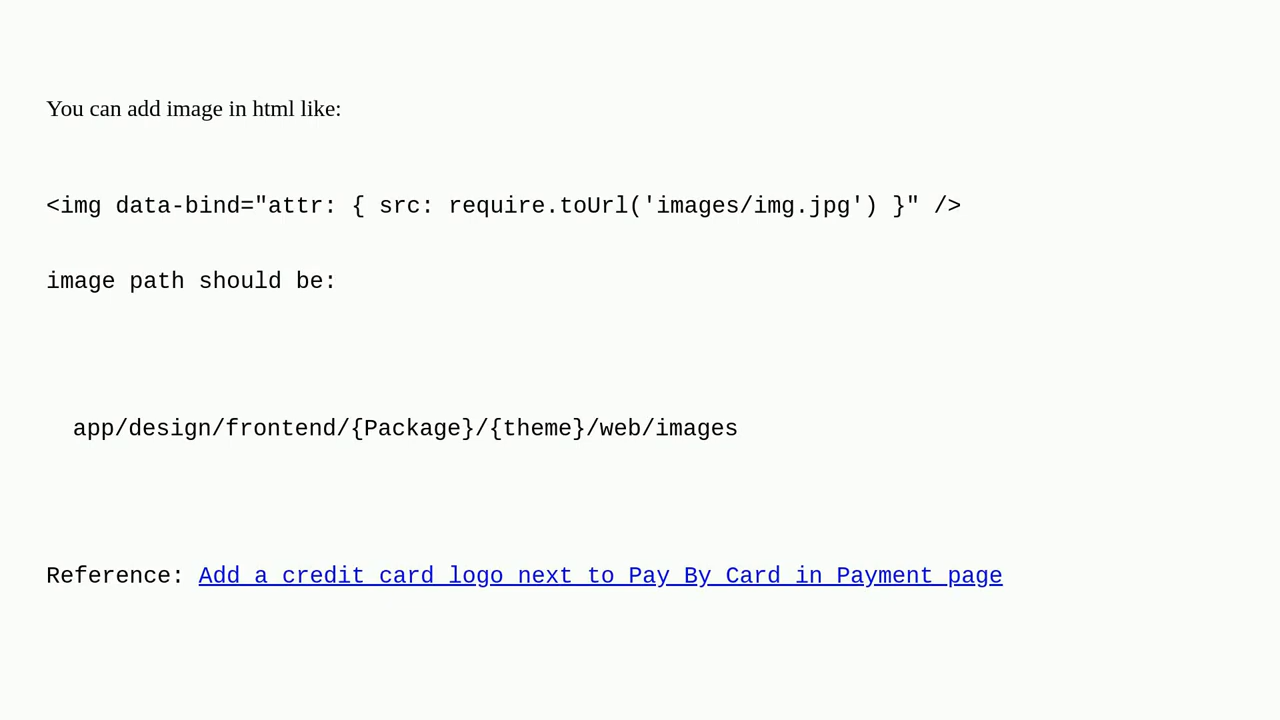 You can add image in html like:
<img data-bind="attr: { src: require.toUrl('images/img.jpg') }" />
image path should be:
app/design/frontend/{Package}/{theme}/web/images
Reference: Add a credit card logo next to Pay By Card in Payment page